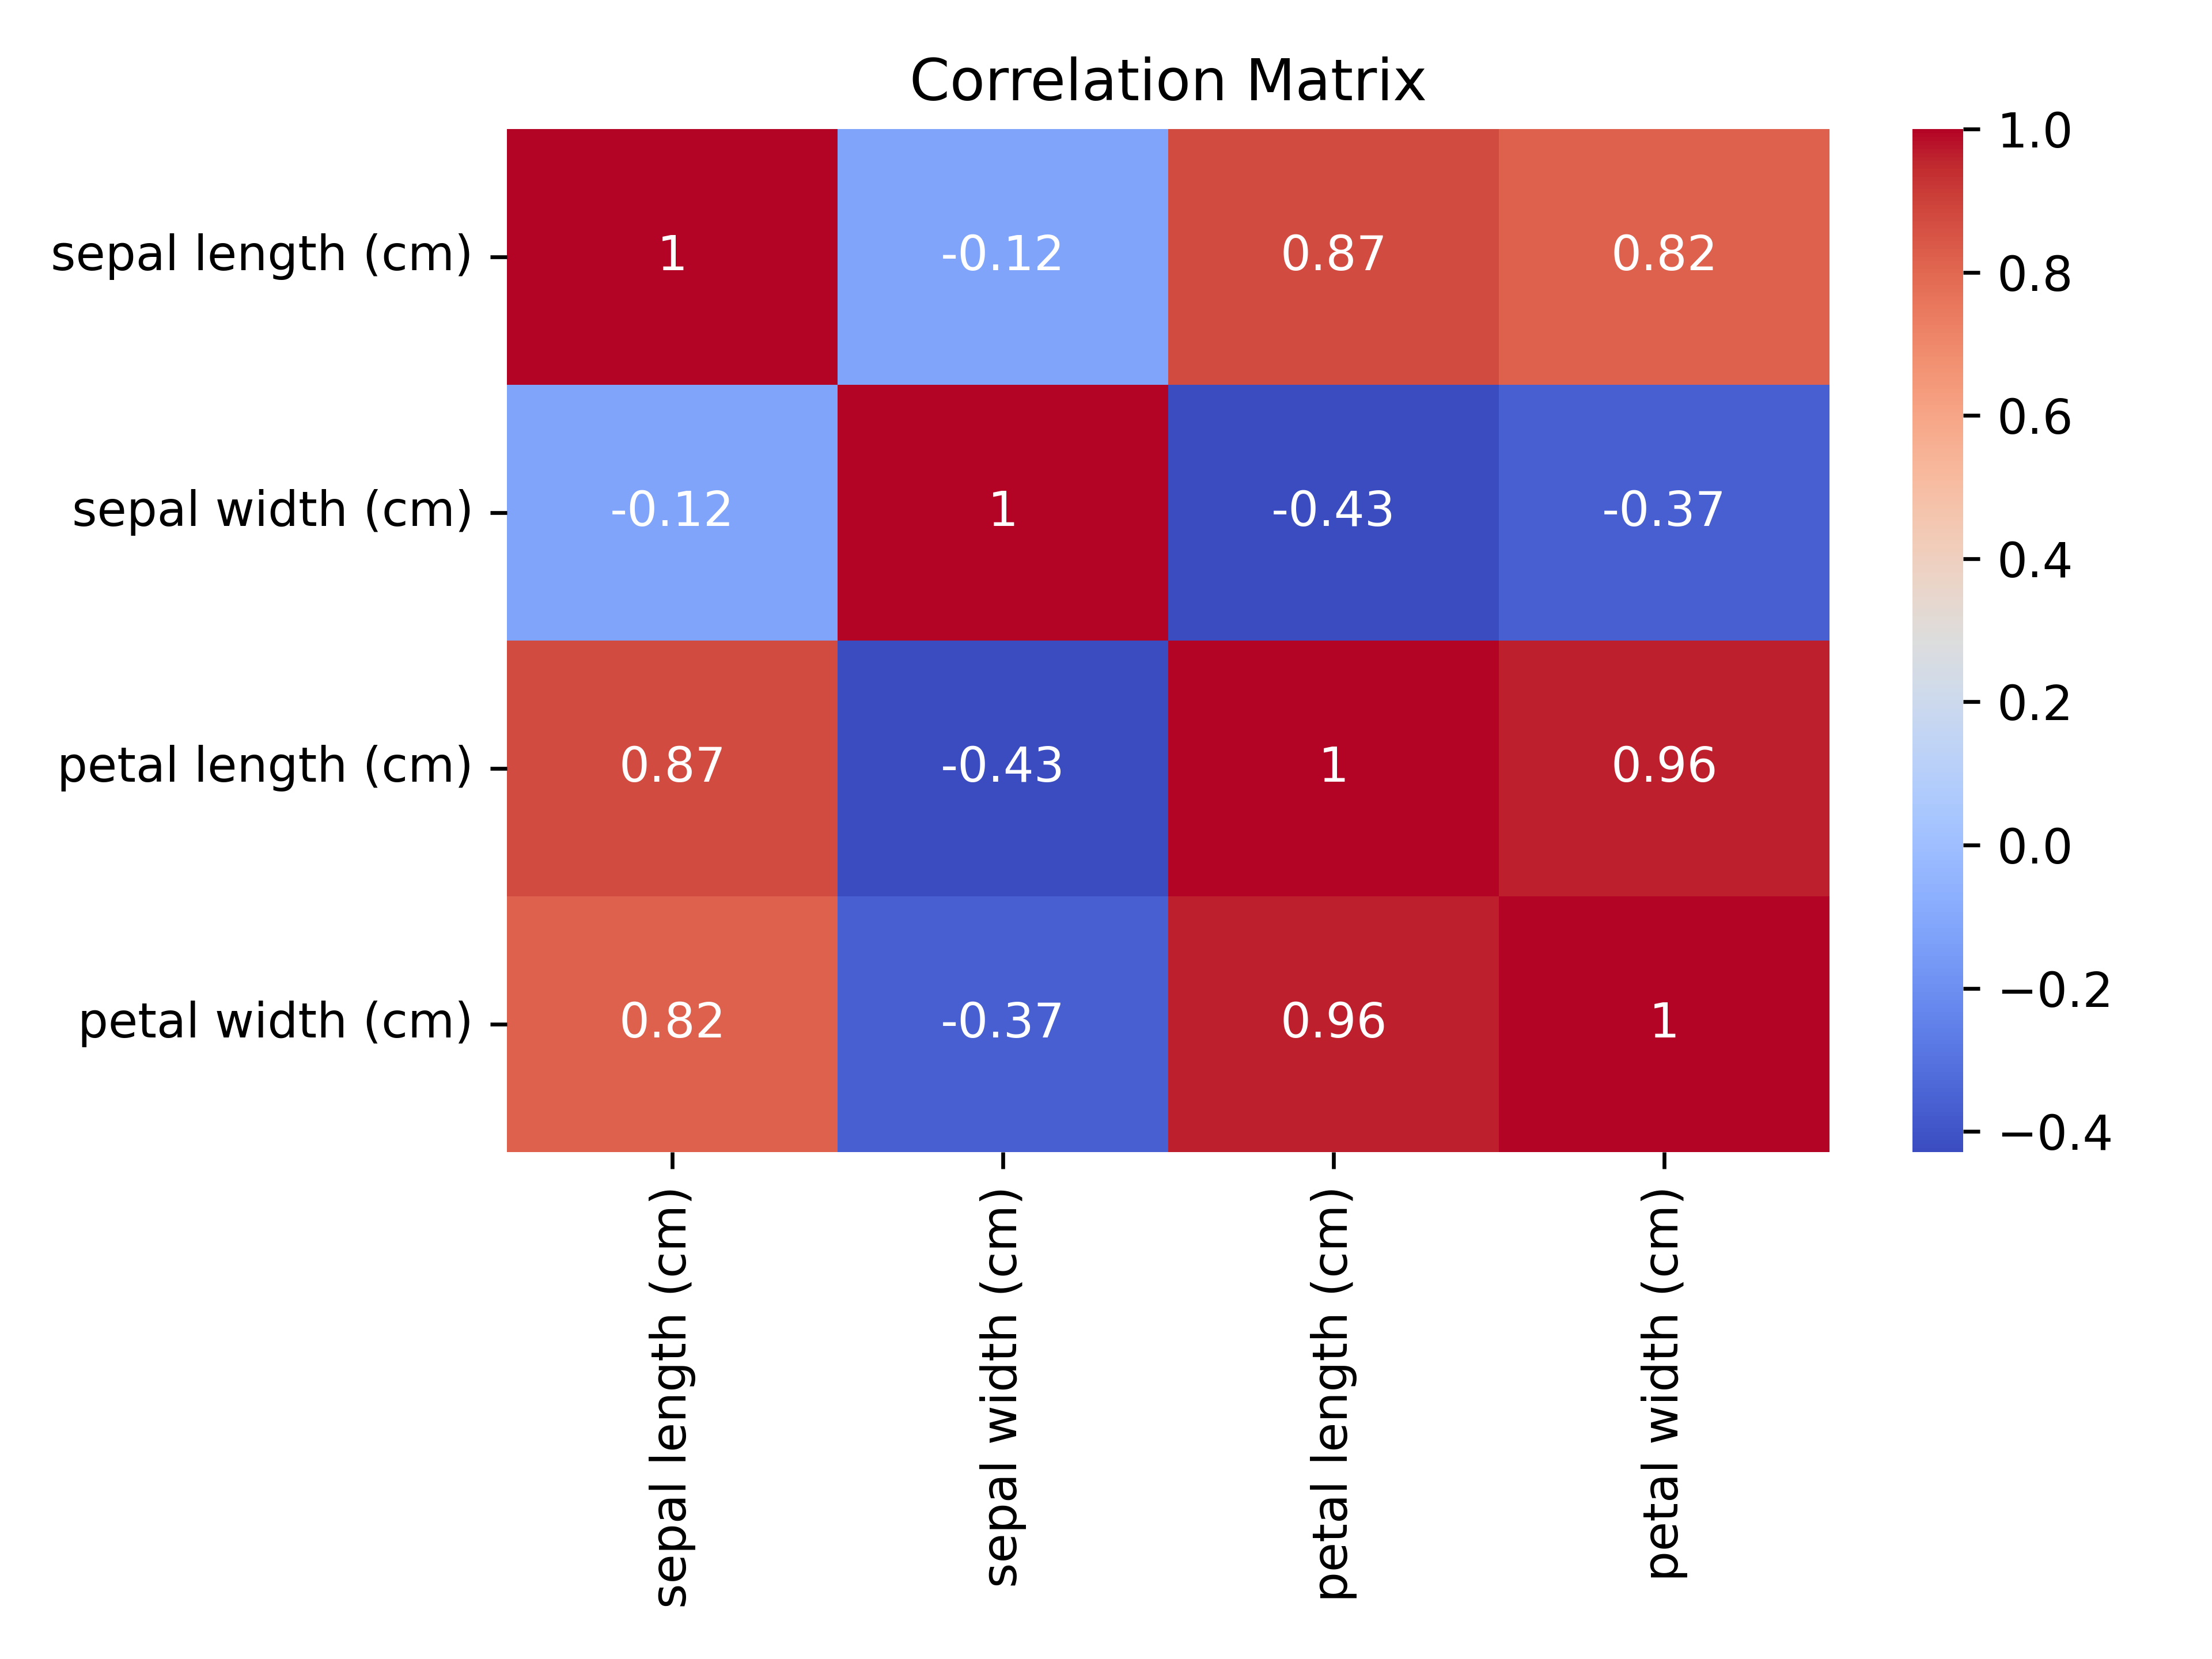 Correlation Matrix
sepal length (cm) 1 -0.12 0.87 0.82
sepal width (cm) -0.12 1 -0.43 -0.37
petal length (cm) 0.87 -0.43 1 0.96
petal width (cm) 0.82 -0.37 0.96 1
sepal length (cm)
sepal width (cm)
petal length (cm)
petal width (cm)
1.0
0.8
0.6
0.4
0.2
0.0
−0.2
−0.4